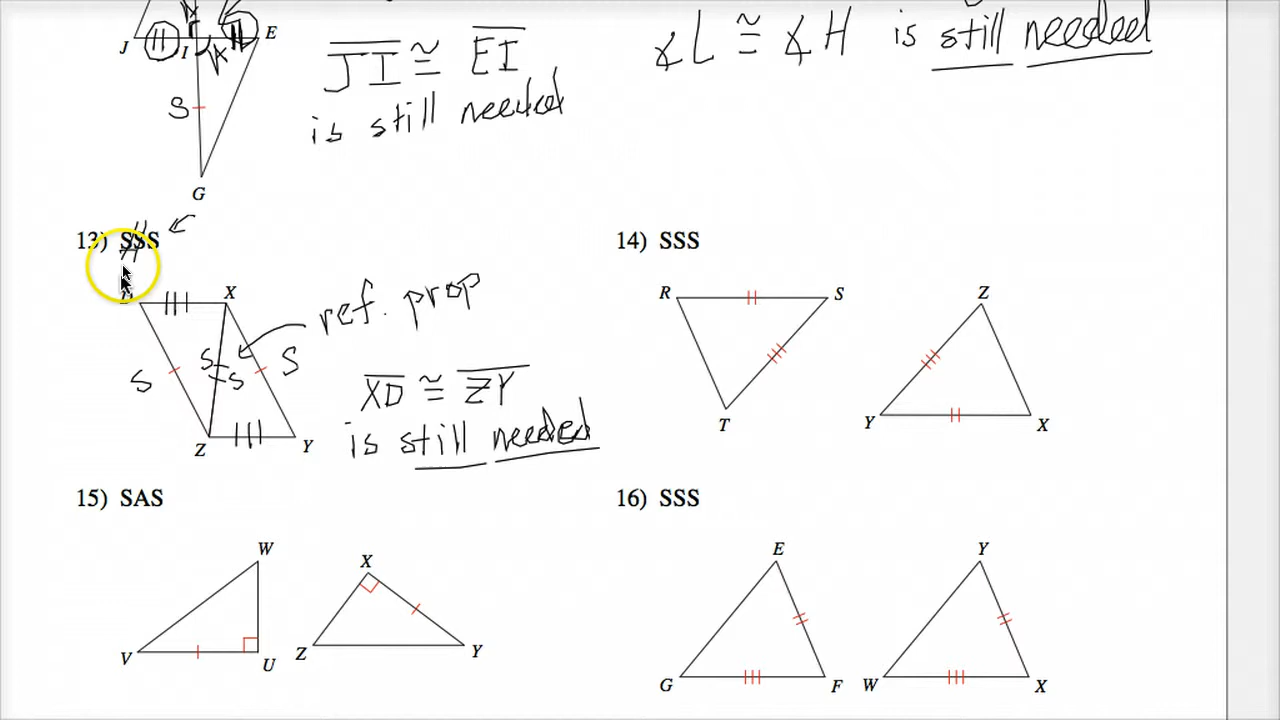 J I E
JI ≅ EI
is still needed
∡L ≅ ∡H is still needed
S
G
13) SSS
14) SSS
X
ref. prop
S S S S
XD ≅ ZY
is still needed
Z Y
R S Z
T Y X
15) SAS
16) SSS
W X
V U Z Y
E Y
G F W X